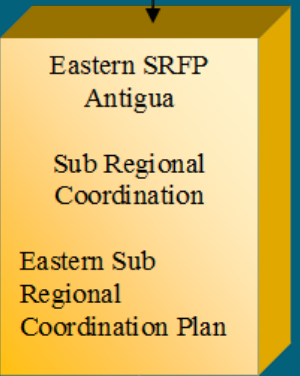 Eastern SRFP
Antigua
Sub Regional
Coordination
Eastern Sub
Regional
Coordination Plan